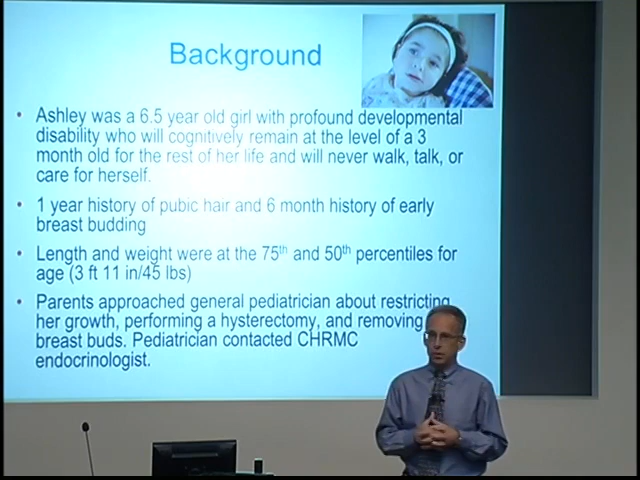 Background
• Ashley was a 6.5 year old girl with profound developmental
disability who will cognitively remain at the level of a 3
month old for the rest of her life and will never walk, talk, or
care for herself.
• 1 year history of pubic hair and 6 month history of early
breast budding
• Length and weight were at the 75th and 50th percentiles for
age (3 ft 11 in/45 lbs)
• Parents approached general pediatrician about restricting
her growth, performing a hysterectomy, and removing
breast buds. Pediatrician contacted CHRMC
endocrinologist.